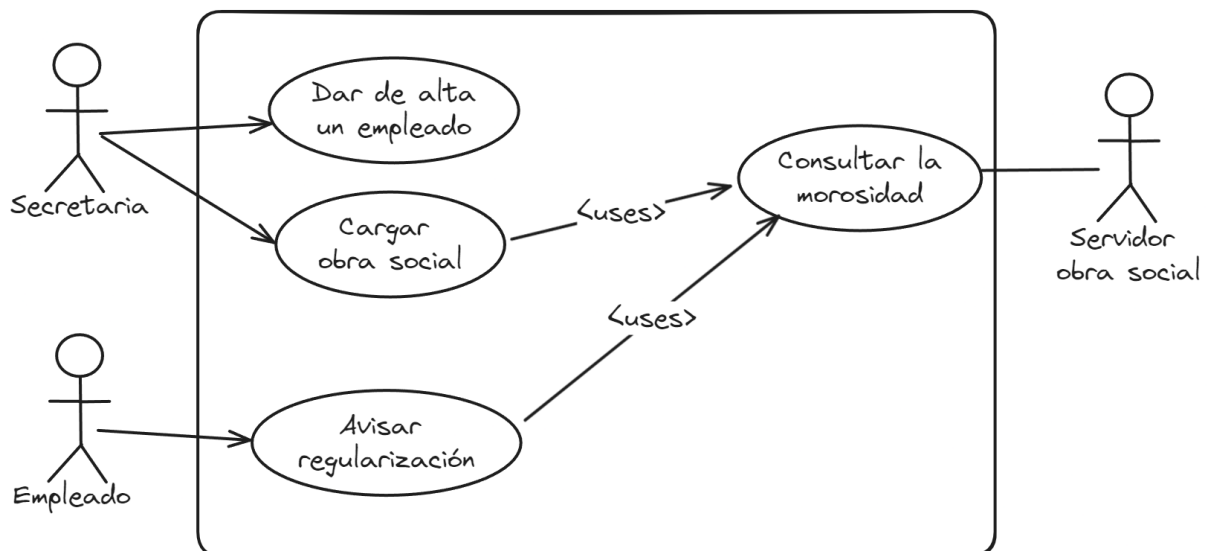 Dar de alta
un empleado
Secretaria
Cargar
obra social
<uses>
Consultar la
morosidad
Servidor
obra social
<uses>
Avisar
regularización
Empleado